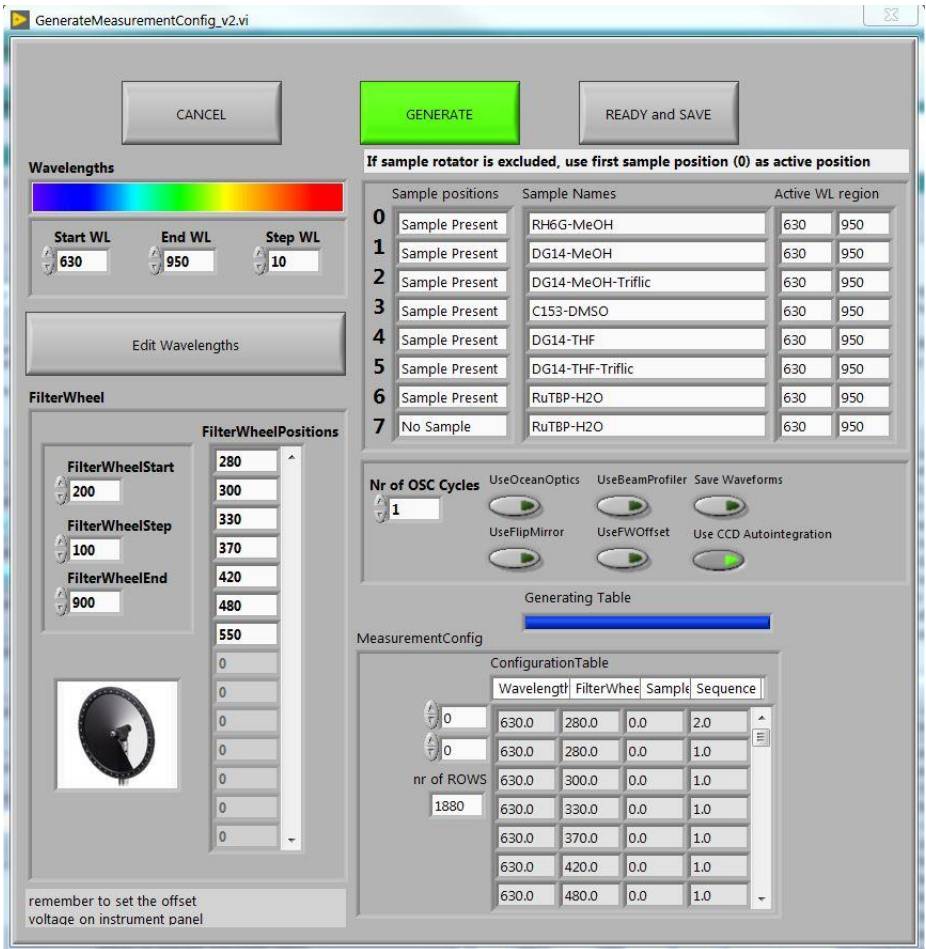 GenerateMeasurementConfig_v2.vi
CANCEL GENERATE READY and SAVE
If sample rotator is excluded, use first sample position (0) as active position
Wavelengths
Start WL End WL Step WL
630 950 10
Edit Wavelengths
FilterWheel
FilterWheelPositions
FilterWheelStart
200
FilterWheelStep
100
FilterWheelEnd
900
280
300
330
370
420
480
550
0
0
0
0
0
0
0
remember to set the offset
voltage on instrument panel
Sample positions Sample Names Active WL region
0 Sample Present RH6G-MeOH 630 950
1 Sample Present DG14-MeOH 630 950
2 Sample Present DG14-MeOH-Triflic 630 950
3 Sample Present C153-DMSO 630 950
4 Sample Present DG14-THF 630 950
5 Sample Present DG14-THF-Triflic 630 950
6 Sample Present RuTBP-H2O 630 950
7 No Sample RuTBP-H2O 630 950
Nr of OSC Cycles
1
UseOceanOptics UseBeamProfiler Save Waveforms
UseFlipMirror UseFWOffset Use CCD Autointegration
Generating Table
MeasurementConfig
ConfigurationTable
Wavelength FilterWhee Sample Sequence
0
0
nr of ROWS
1880
630.0 280.0 0.0 2.0
630.0 280.0 0.0 1.0
630.0 300.0 0.0 1.0
630.0 330.0 0.0 1.0
630.0 370.0 0.0 1.0
630.0 420.0 0.0 1.0
630.0 480.0 0.0 1.0